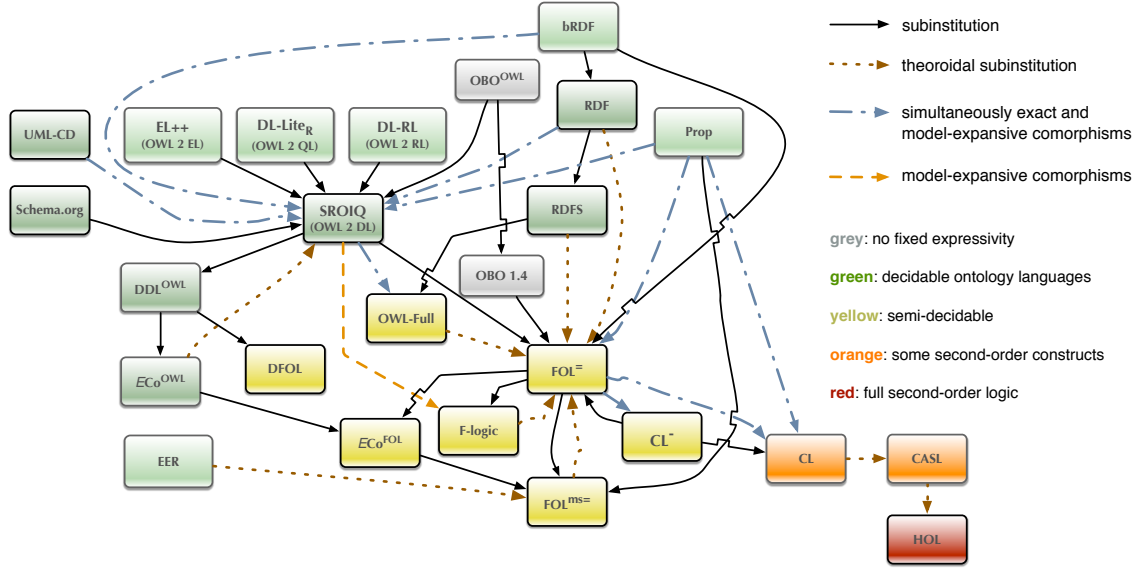 bRDF
subinstitution
OBO^OWL
theoroidal subinstitution
RDF
UML-CD
EL++
(OWL 2 EL)
DL-Lite_R
(OWL 2 QL)
DL-RL
(OWL 2 RL)
Prop
simultaneously exact and
model-expansive comorphisms
model-expansive comorphisms
Schema.org
SROIQ
(OWL 2 DL)
RDFS
grey: no fixed expressivity
DDL^OWL
OBO 1.4
green: decidable ontology languages
OWL-Full
yellow: semi-decidable
ECo^OWL
DFOL
FOL^=
orange: some second-order constructs
red: full second-order logic
ECo^FOL
F-logic
CL^-
EER
CL
CASL
FOL^ms=
HOL